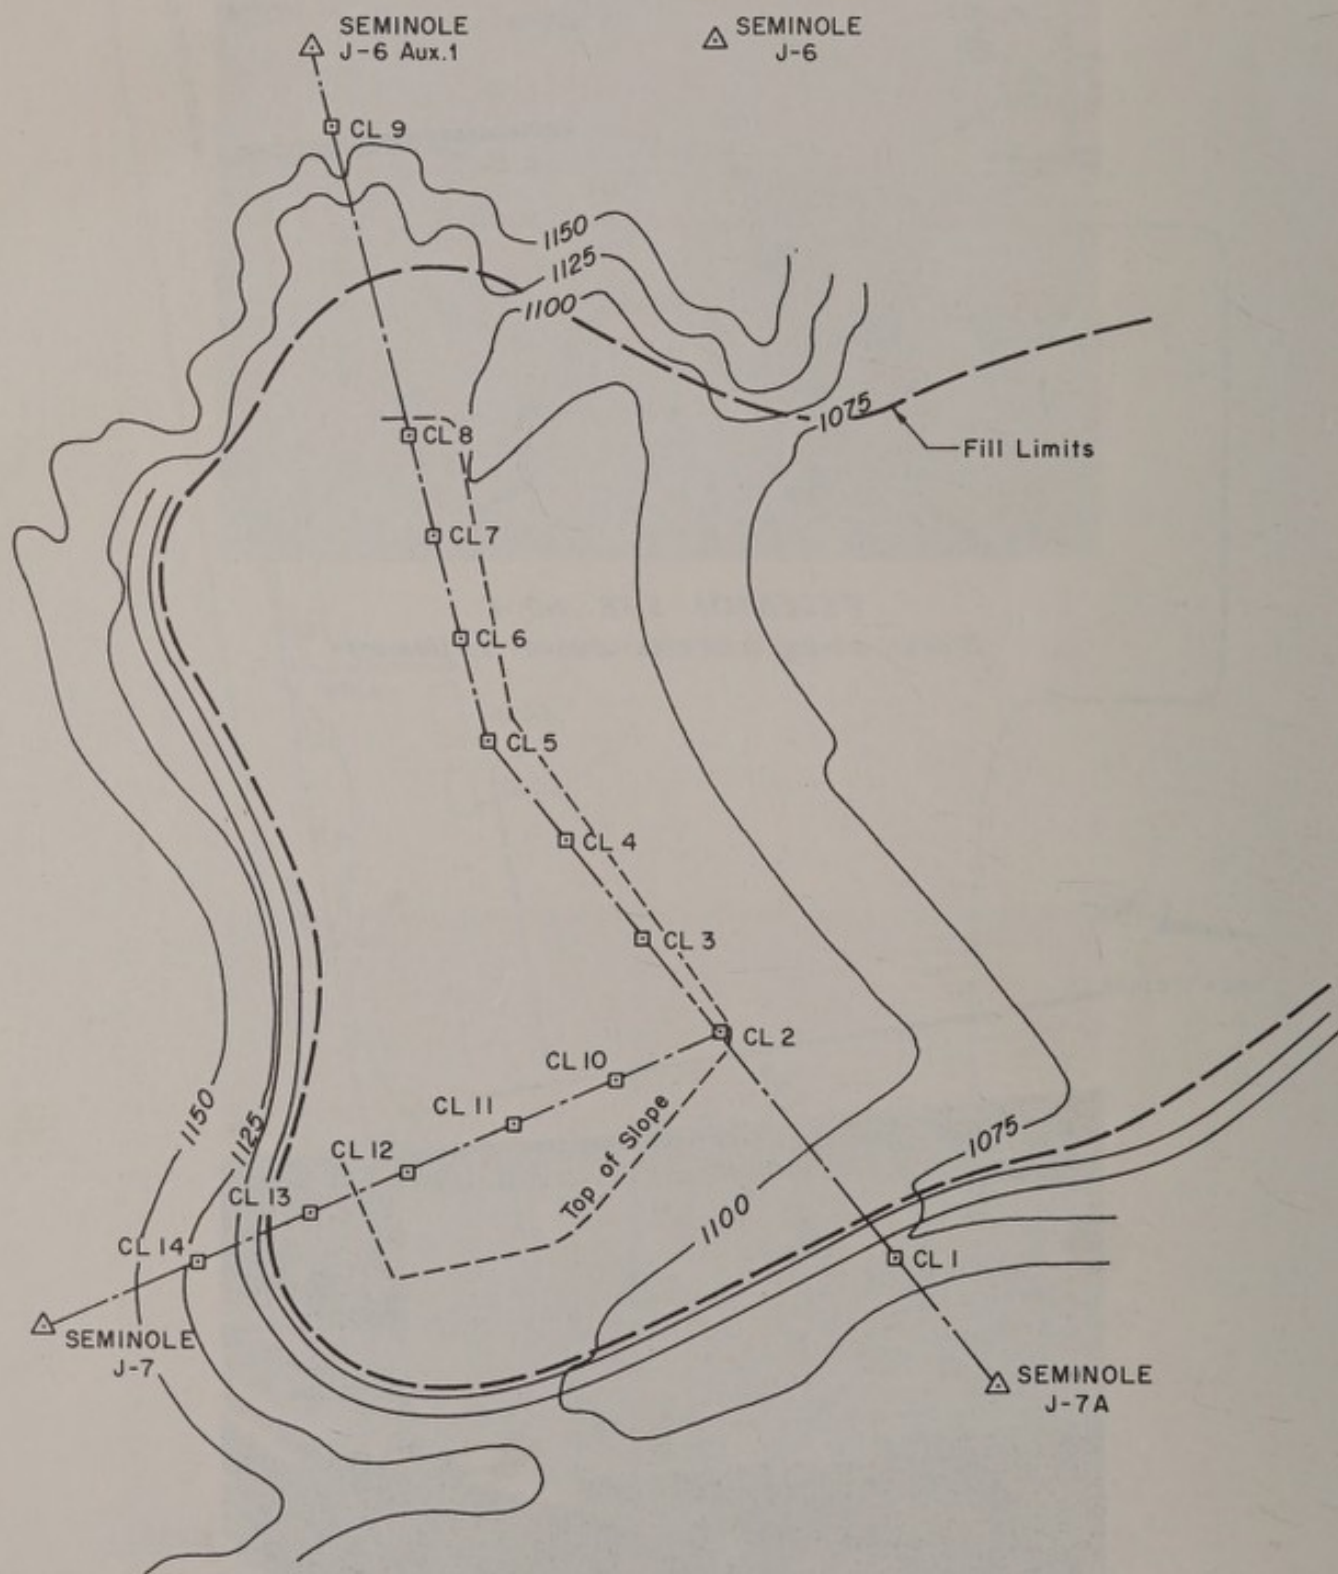 SEMINOLE
J-6 Aux.1
SEMINOLE
J-6
CL 9
1150
1125
1100
1075
Fill Limits
CL 8
CL 7
CL 6
CL 5
CL 4
CL 3
CL 2
CL 10
CL 11
CL 12
Top of Slope
1150
1125
1075
CL 13
1100
CL 14
CL 1
SEMINOLE
J-7
SEMINOLE
J-7A